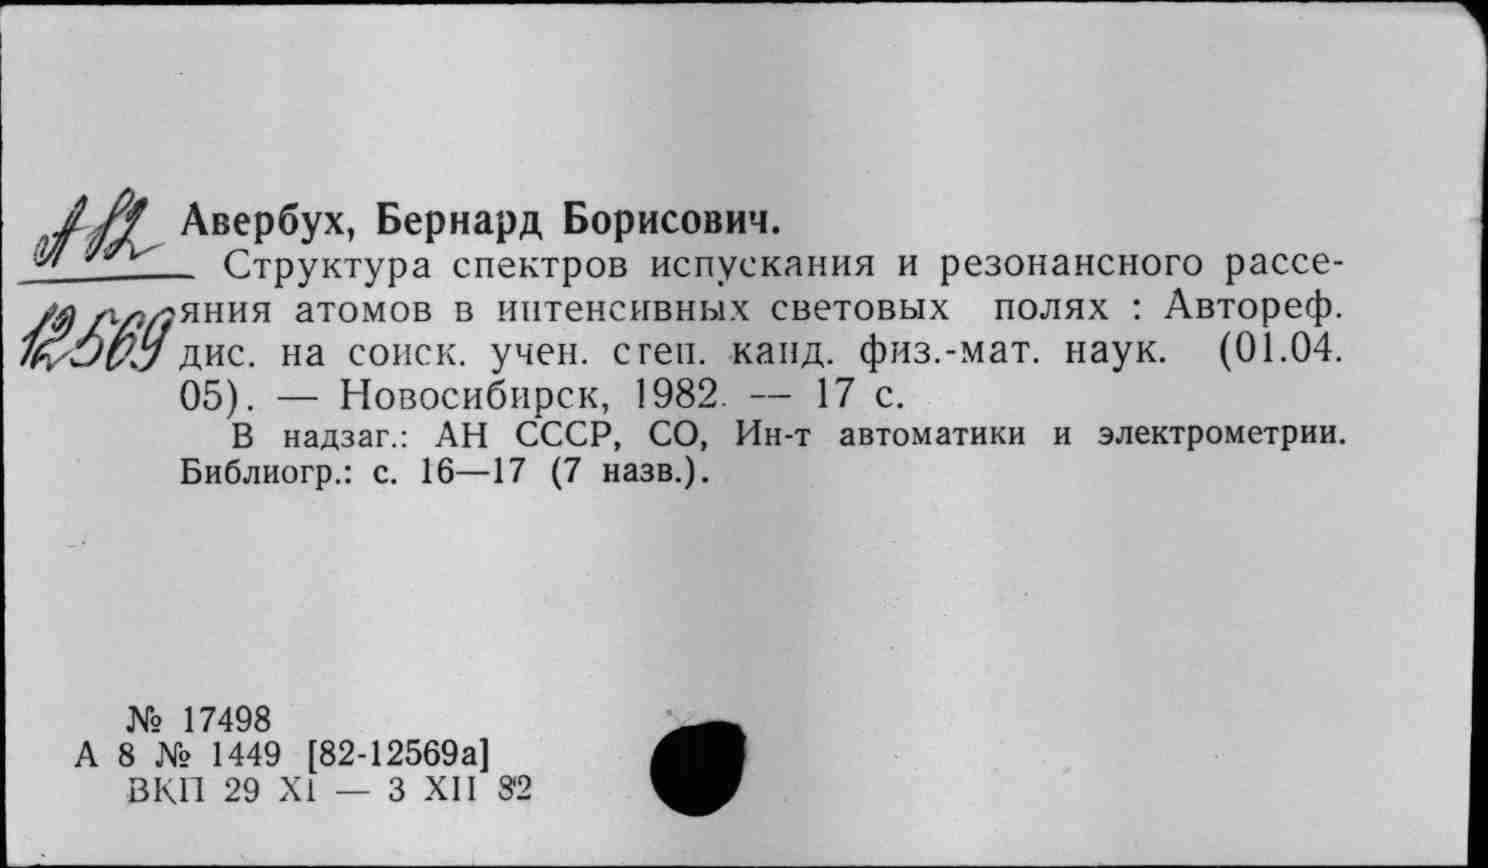 Авербух, Бернард Борисович.
Структура спектров испускания и резонансного рассе-
яния атомов в интенсивных световых полях : Автореф.
12569 дис. на соиск. учен. степ. канд. физ.-мат. наук. (01.04.
05). — Новосибирск, 1982. — 17 с.
В надзаг.: АН СССР, СО, Ин-т автоматики и электрометрии.
Библиогр.: с. 16—17 (7 назв.).
№ 17498
А 8 № 1449 [82-12569а]
ВКП 29 XI — 3 XII 82